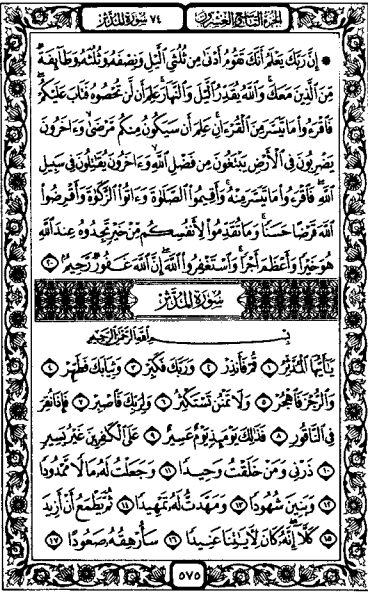 الجزء التاسع والعشرون ٧٤ سورة المدثر
۞ إِنَّ رَبَّكَ يَعْلَمُ أَنَّكَ تَقُومُ أَدْنَىٰ مِن ثُلُثَيِ ٱلَّيْلِ وَنِصْفَهُۥ وَثُلُثَهُۥ وَطَآئِفَةٌ
مِّنَ ٱلَّذِينَ مَعَكَ ۚ وَٱللَّهُ يُقَدِّرُ ٱلَّيْلَ وَٱلنَّهَارَ ۚ عَلِمَ أَن لَّن تُحْصُوهُ فَتَابَ عَلَيْكُمْ ۖ
فَٱقْرَءُوا۟ مَا تَيَسَّرَ مِنَ ٱلْقُرْءَانِ ۚ عَلِمَ أَن سَيَكُونُ مِنكُم مَّرْضَىٰ ۙ وَءَاخَرُونَ
يَضْرِبُونَ فِى ٱلْأَرْضِ يَبْتَغُونَ مِن فَضْلِ ٱللَّهِ ۙ وَءَاخَرُونَ يُقَٰتِلُونَ فِى سَبِيلِ
ٱللَّهِ ۖ فَٱقْرَءُوا۟ مَا تَيَسَّرَ مِنْهُ ۚ وَأَقِيمُوا۟ ٱلصَّلَوٰةَ وَءَاتُوا۟ ٱلزَّكَوٰةَ وَأَقْرِضُوا۟
ٱللَّهَ قَرْضًا حَسَنًا ۚ وَمَا تُقَدِّمُوا۟ لِأَنفُسِكُم مِّنْ خَيْرٍ تَجِدُوهُ عِندَ ٱللَّهِ
هُوَ خَيْرًا وَأَعْظَمَ أَجْرًا ۚ وَٱسْتَغْفِرُوا۟ ٱللَّهَ ۖ إِنَّ ٱللَّهَ غَفُورٌ رَّحِيمٌۢ ٢٠
سورة المدثر
بِسْمِ ٱللَّهِ ٱلرَّحْمَٰنِ ٱلرَّحِيمِ
يَٰٓأَيُّهَا ٱلْمُدَّثِّرُ ١ قُمْ فَأَنذِرْ ٢ وَرَبَّكَ فَكَبِّرْ ٣ وَثِيَابَكَ فَطَهِّرْ ٤
وَٱلرُّجْزَ فَٱهْجُرْ ٥ وَلَا تَمْنُن تَسْتَكْثِرُ ٦ وَلِرَبِّكَ فَٱصْبِرْ ٧ فَإِذَا نُقِرَ
فِى ٱلنَّاقُورِ ٨ فَذَٰلِكَ يَوْمَئِذٍ يَوْمٌ عَسِيرٌ ٩ عَلَى ٱلْكَٰفِرِينَ غَيْرُ يَسِيرٍ
١٠ ذَرْنِى وَمَنْ خَلَقْتُ وَحِيدًا ١١ وَجَعَلْتُ لَهُۥ مَالًا مَّمْدُودًا
١٢ وَبَنِينَ شُهُودًا ١٣ وَمَهَّدتُّ لَهُۥ تَمْهِيدًا ١٤ ثُمَّ يَطْمَعُ أَنْ أَزِيدَ
١٥ كَلَّآ ۖ إِنَّهُۥ كَانَ لِءَايَٰتِنَا عَنِيدًا ١٦ سَأُرْهِقُهُۥ صَعُودًا ١٧
٥٧٥